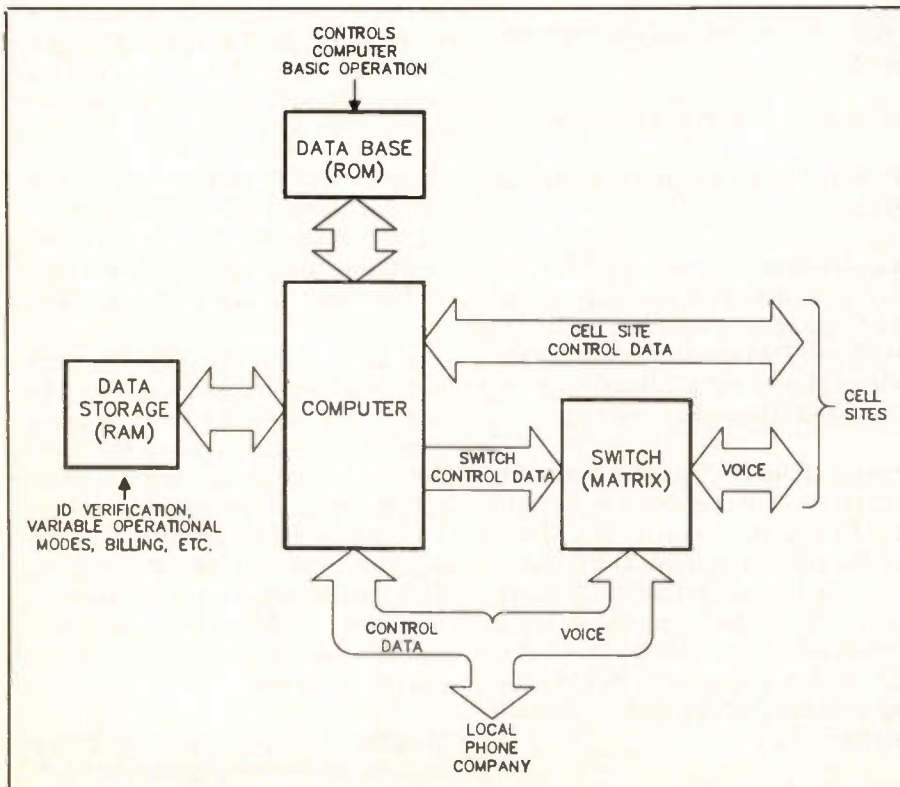 CONTROLS
COMPUTER
BASIC OPERATION
DATA BASE
(ROM)
DATA
STORAGE
(RAM)
COMPUTER
CELL SITE
CONTROL DATA
CELL
SITES
SWITCH
CONTROL DATA
SWITCH
(MATRIX)
VOICE
ID VERIFICATION,
VARIABLE OPERATIONAL
MODES, BILLING, ETC.
CONTROL
DATA
VOICE
LOCAL
PHONE
COMPANY